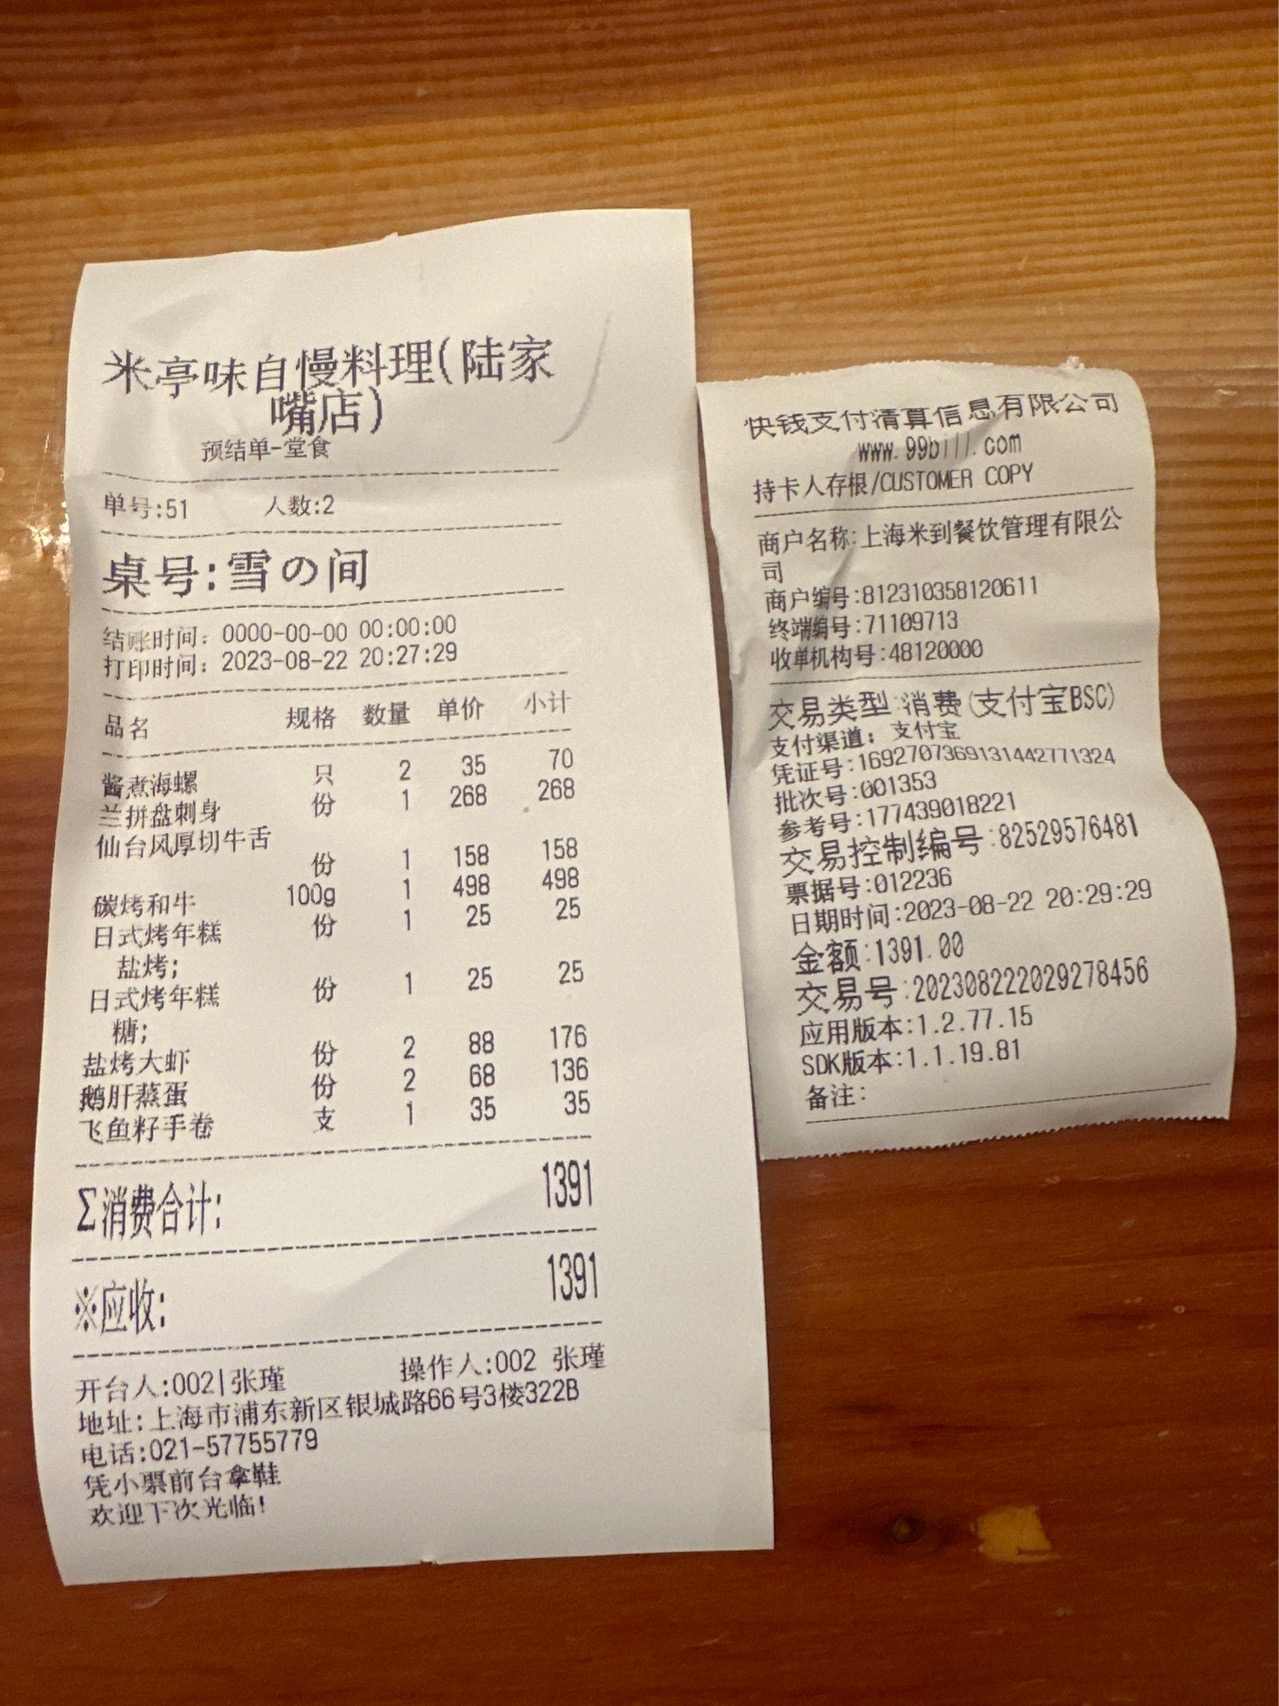 米亭味自慢料理(陆家
嘴店)
预结单-堂食
单号:51 人数:2
桌号:雪の间
结账时间: 0000-00-00 00:00:00
打印时间: 2023-08-22 20:27:29
品名 规格 数量 单价 小计
酱煮海螺 只 2 35 70
兰拼盘刺身 份 1 268 268
仙台风厚切牛舌
份 1 158 158
碳烤和牛 100g 1 498 498
日式烤年糕 份 1 25 25
盐烤;
日式烤年糕 份 1 25 25
糖;
盐烤大虾 份 2 88 176
鹅肝蒸蛋 份 2 68 136
飞鱼籽手卷 支 1 35 35
Σ消费合计: 1391
※应收: 1391
开台人:002|张瑾 操作人:002 张瑾
地址:上海市浦东新区银城路66号3楼322B
电话:021-57755779
凭小票前台拿鞋
欢迎下次光临!
快钱支付清算信息有限公司
www.99bill.com
持卡人存根/CUSTOMER COPY
商户名称:上海米到餐饮管理有限公
司
商户编号:812310358120611
终端编号:71109713
收单机构号:48120000
交易类型:消费(支付宝BSC)
支付渠道: 支付宝
凭证号:1692707369131442771324
批次号:001353
参考号:177439018221
交易控制编号:82529576481
票据号:012236
日期时间:2023-08-22 20:29:29
金额:1391.00
交易号:202308222029278456
应用版本:1.2.77.15
SDK版本:1.1.19.81
备注: